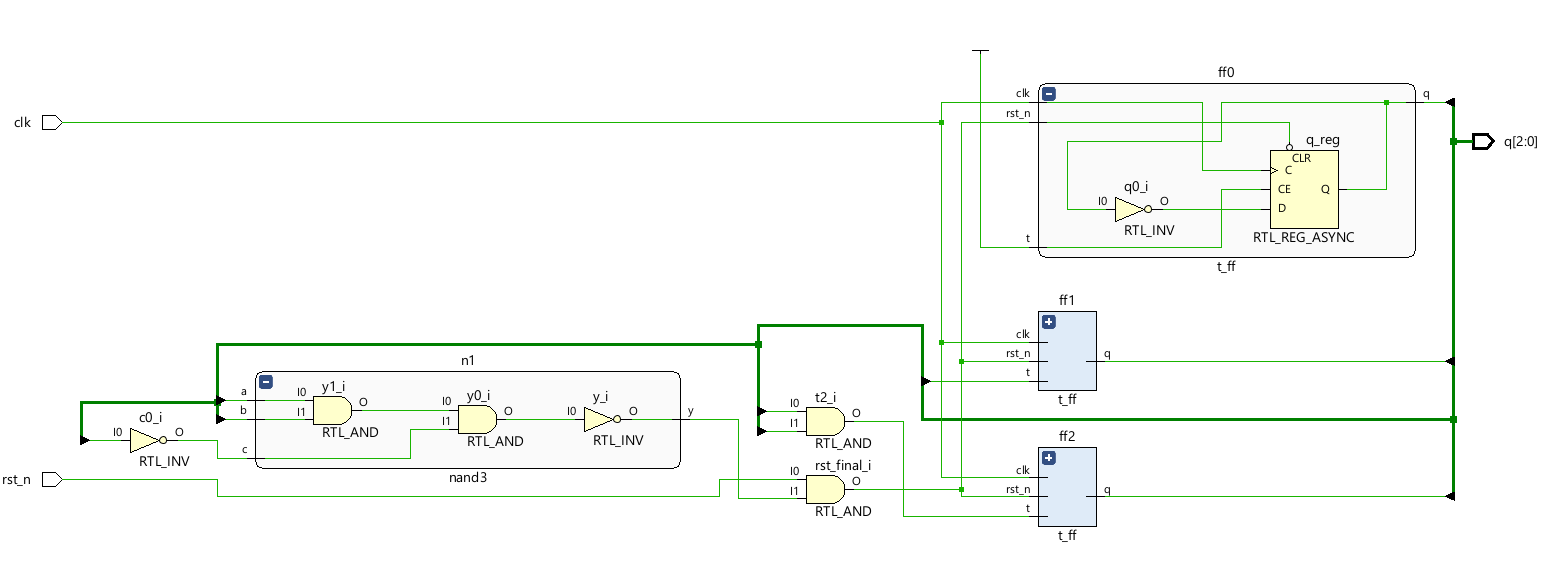 ff0
clk
clk
q
rst_n
q[2:0]
q_reg
CLR
C
q0_i
CE
Q
I0
O
D
RTL_INV
RTL_REG_ASYNC
t
t_ff
ff1
clk
rst_n
q
t
t_ff
n1
a
y1_i
I0
O
y0_i
I0
b
I1
O
y_i
I0
O
y
RTL_AND
I1
RTL_AND
RTL_INV
c0_i
I0
O
RTL_INV
c
nand3
t2_i
I0
O
I1
RTL_AND
rst_n
rst_final_i
I0
O
I1
RTL_AND
ff2
clk
rst_n
q
t
t_ff